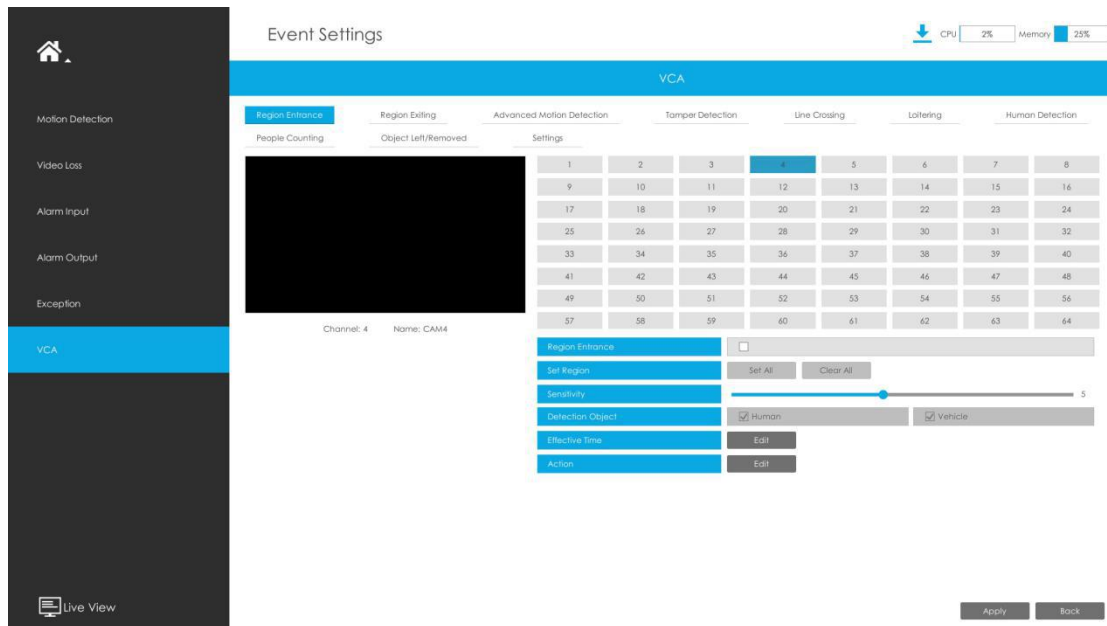 Event Settings
CPU 2% Memory 25%
VCA
Motion Detection
Video Loss
Alarm Input
Alarm Output
Exception
VCA
Live View
Region Entrance Region Exiting Advanced Motion Detection Tamper Detection Line Crossing Loitering Human Detection
People Counting Object Left/Removed Settings
1 2 3 4 5 6 7 8
9 10 11 12 13 14 15 16
17 18 19 20 21 22 23 24
25 26 27 28 29 30 31 32
33 34 35 36 37 38 39 40
41 42 43 44 45 46 47 48
49 50 51 52 53 54 55 56
57 58 59 60 61 62 63 64
Channel: 4 Name: CAM4
Region Entrance
Set Region Set All Clear All
Sensitivity 5
Detection Object Human Vehicle
Effective Time Edit
Action Edit
Apply Back